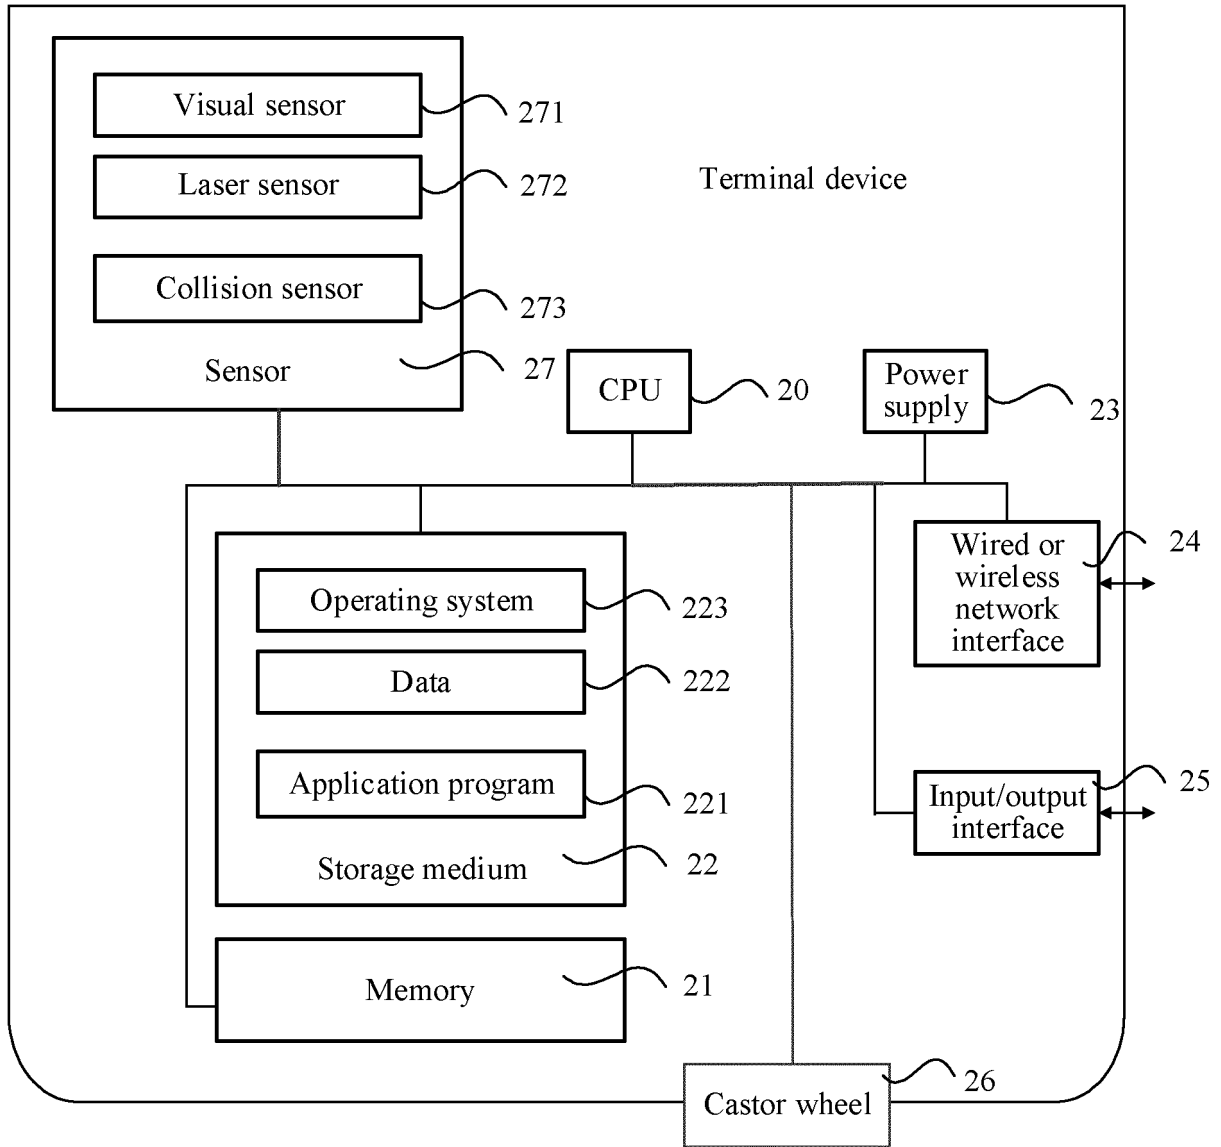 Visual sensor
271
Laser sensor
272
Terminal device
Collision sensor
273
Sensor
27
CPU
20
Power
supply
23
Wired or
wireless
network
interface
24
Operating system
223
Data
222
Application program
221
Storage medium
22
Input/output
interface
25
Memory
21
Castor wheel
26